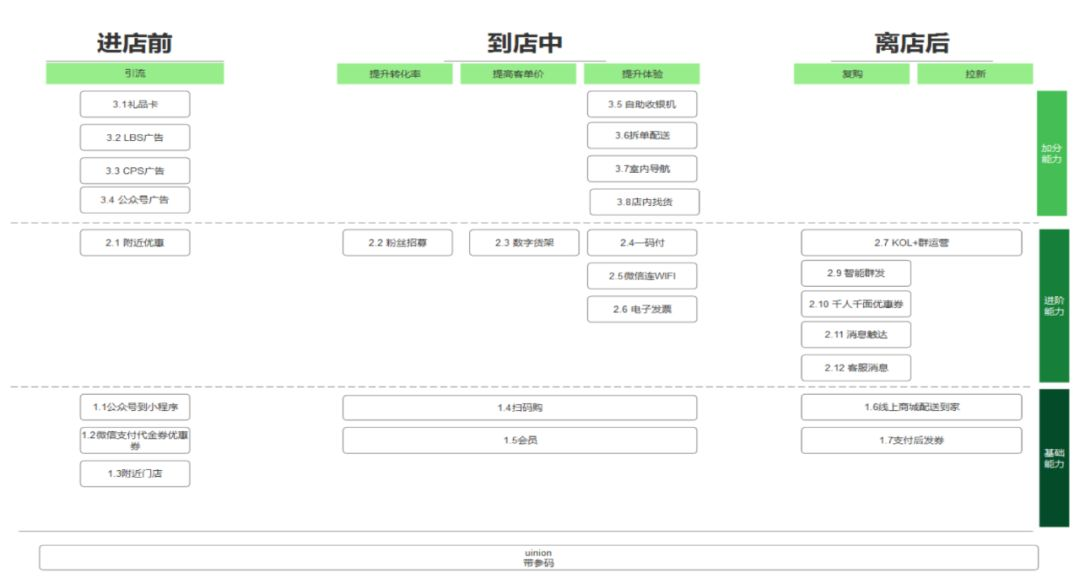 进店前
到店中
离店后
引流
提升转化率
提高客单价
提升体验
复购
拉新
3.1礼品卡
3.5 自助收银机
3.2 LBS广告
3.6拆单配送
3.3 CPS广告
3.7室内导航
3.4 公众号广告
3.8店内找货
加分
能力
2.1 附近优惠
2.2 粉丝招募
2.3 数字货架
2.4一码付
2.7 KOL+群运营
2.5微信连WIFI
2.9 智能群发
2.6 电子发票
2.10 千人千面优惠券
2.11 消息触达
2.12 客服消息
进阶
能力
1.1公众号到小程序
1.4扫码购
1.6线上商城配送到家
1.2微信支付代金券优惠
券
1.5会员
1.7支付后发券
1.3附近门店
基础
能力
uinion
带参码